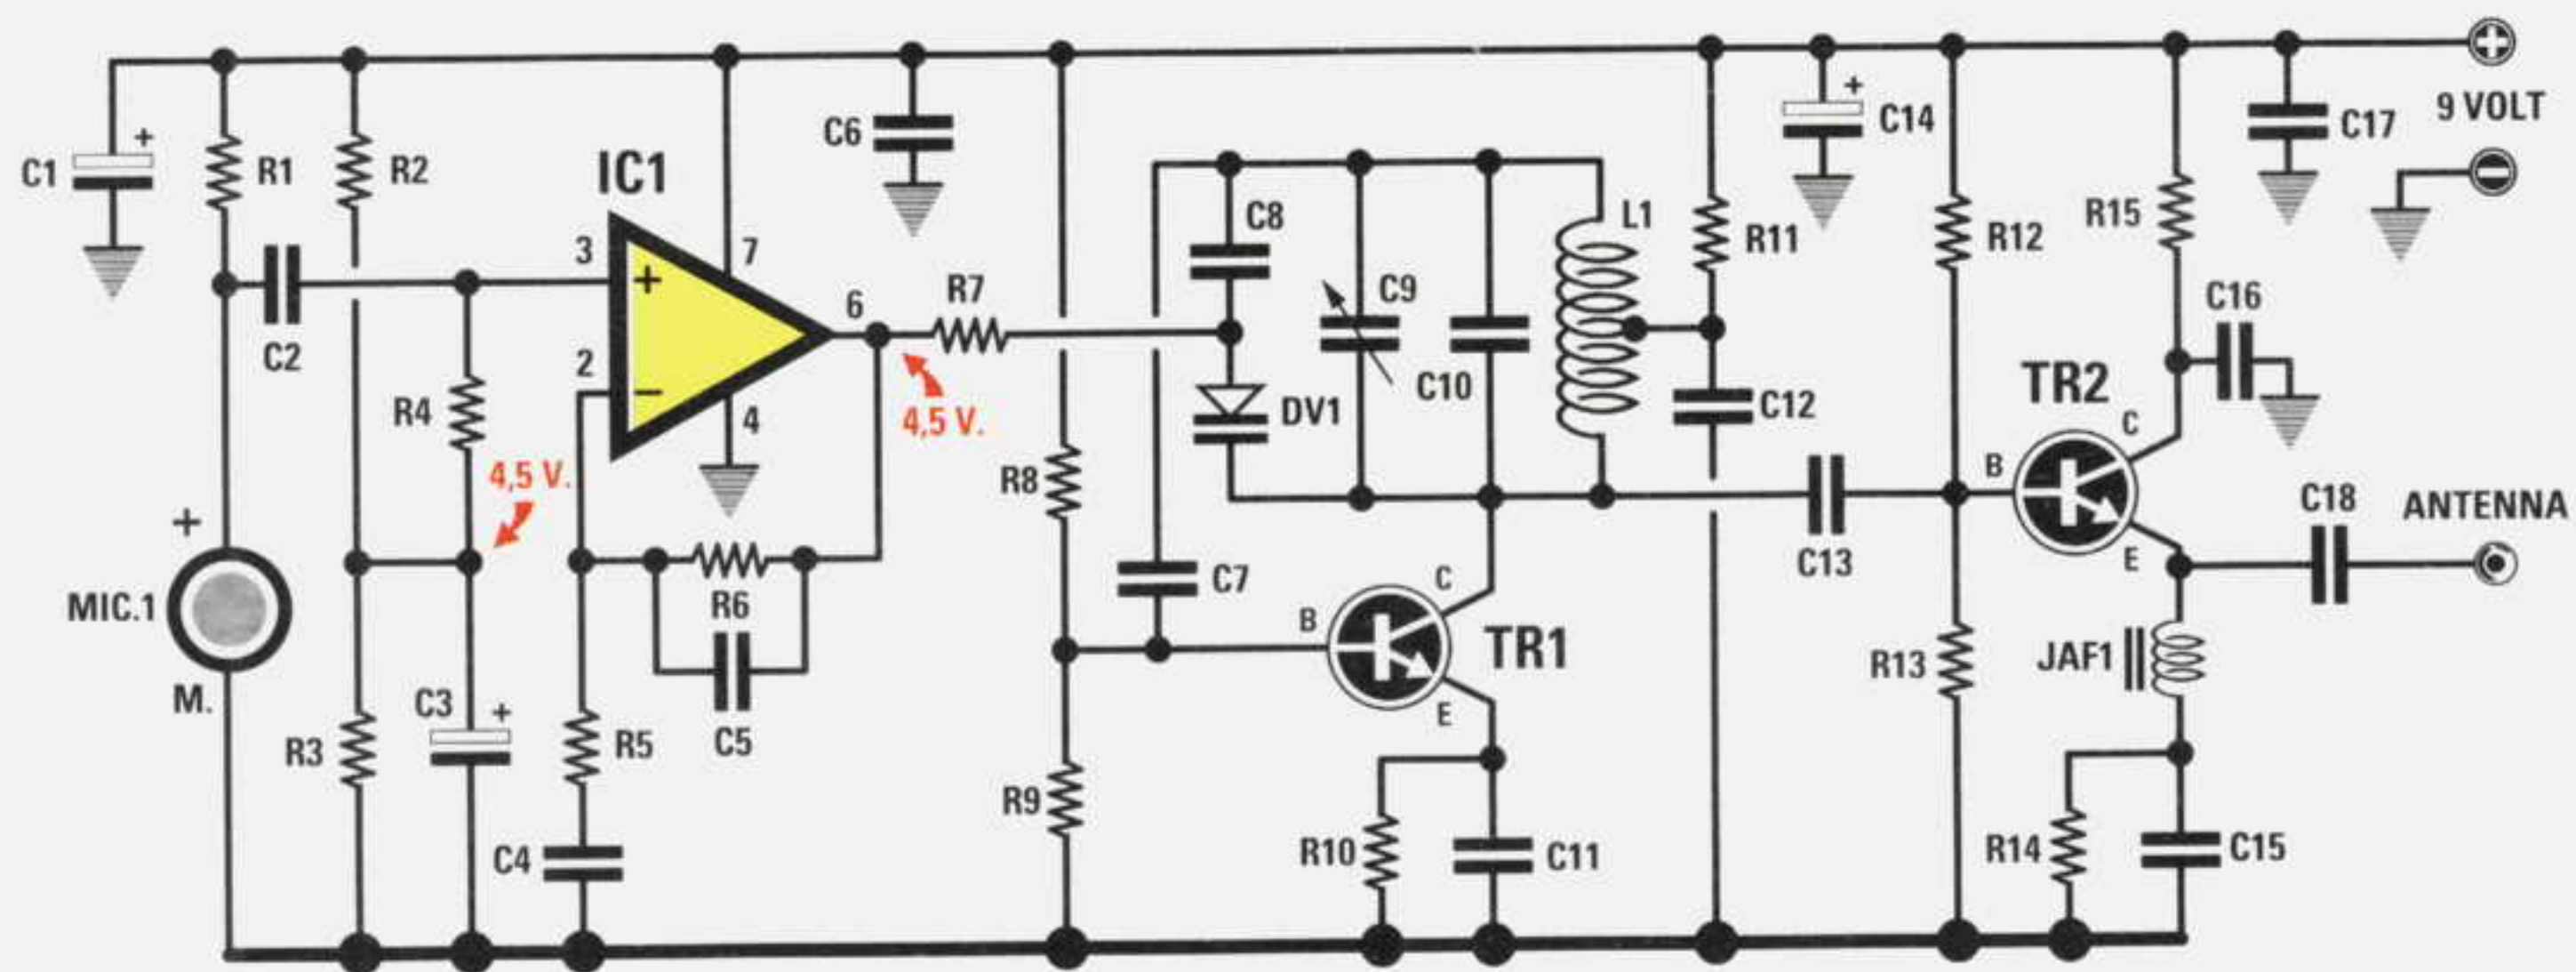 C1
+
R1
R2
IC1
C6
C8
L1
R11
+
C14
R12
R15
C17
9 VOLT
+
−
3
+
7
C2
R4
2
−
4
6
R7
4,5 V.
4,5 V.
C9
C10
DV1
C12
C16
TR2
C
B
E
C18
ANTENNA
R8
C7
C13
+
MIC.1
M.
R6
C5
C3
+
R3
R5
C4
R9
B
C
TR1
E
R10
C11
R13
JAF1
R14
C15